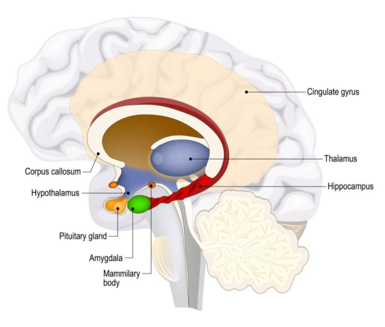 Cingulate gyrus
Thalamus
Corpus callosum
Hippocampus
Hypothalamus
Pituitary gland
Amygdala
Mammilary
body